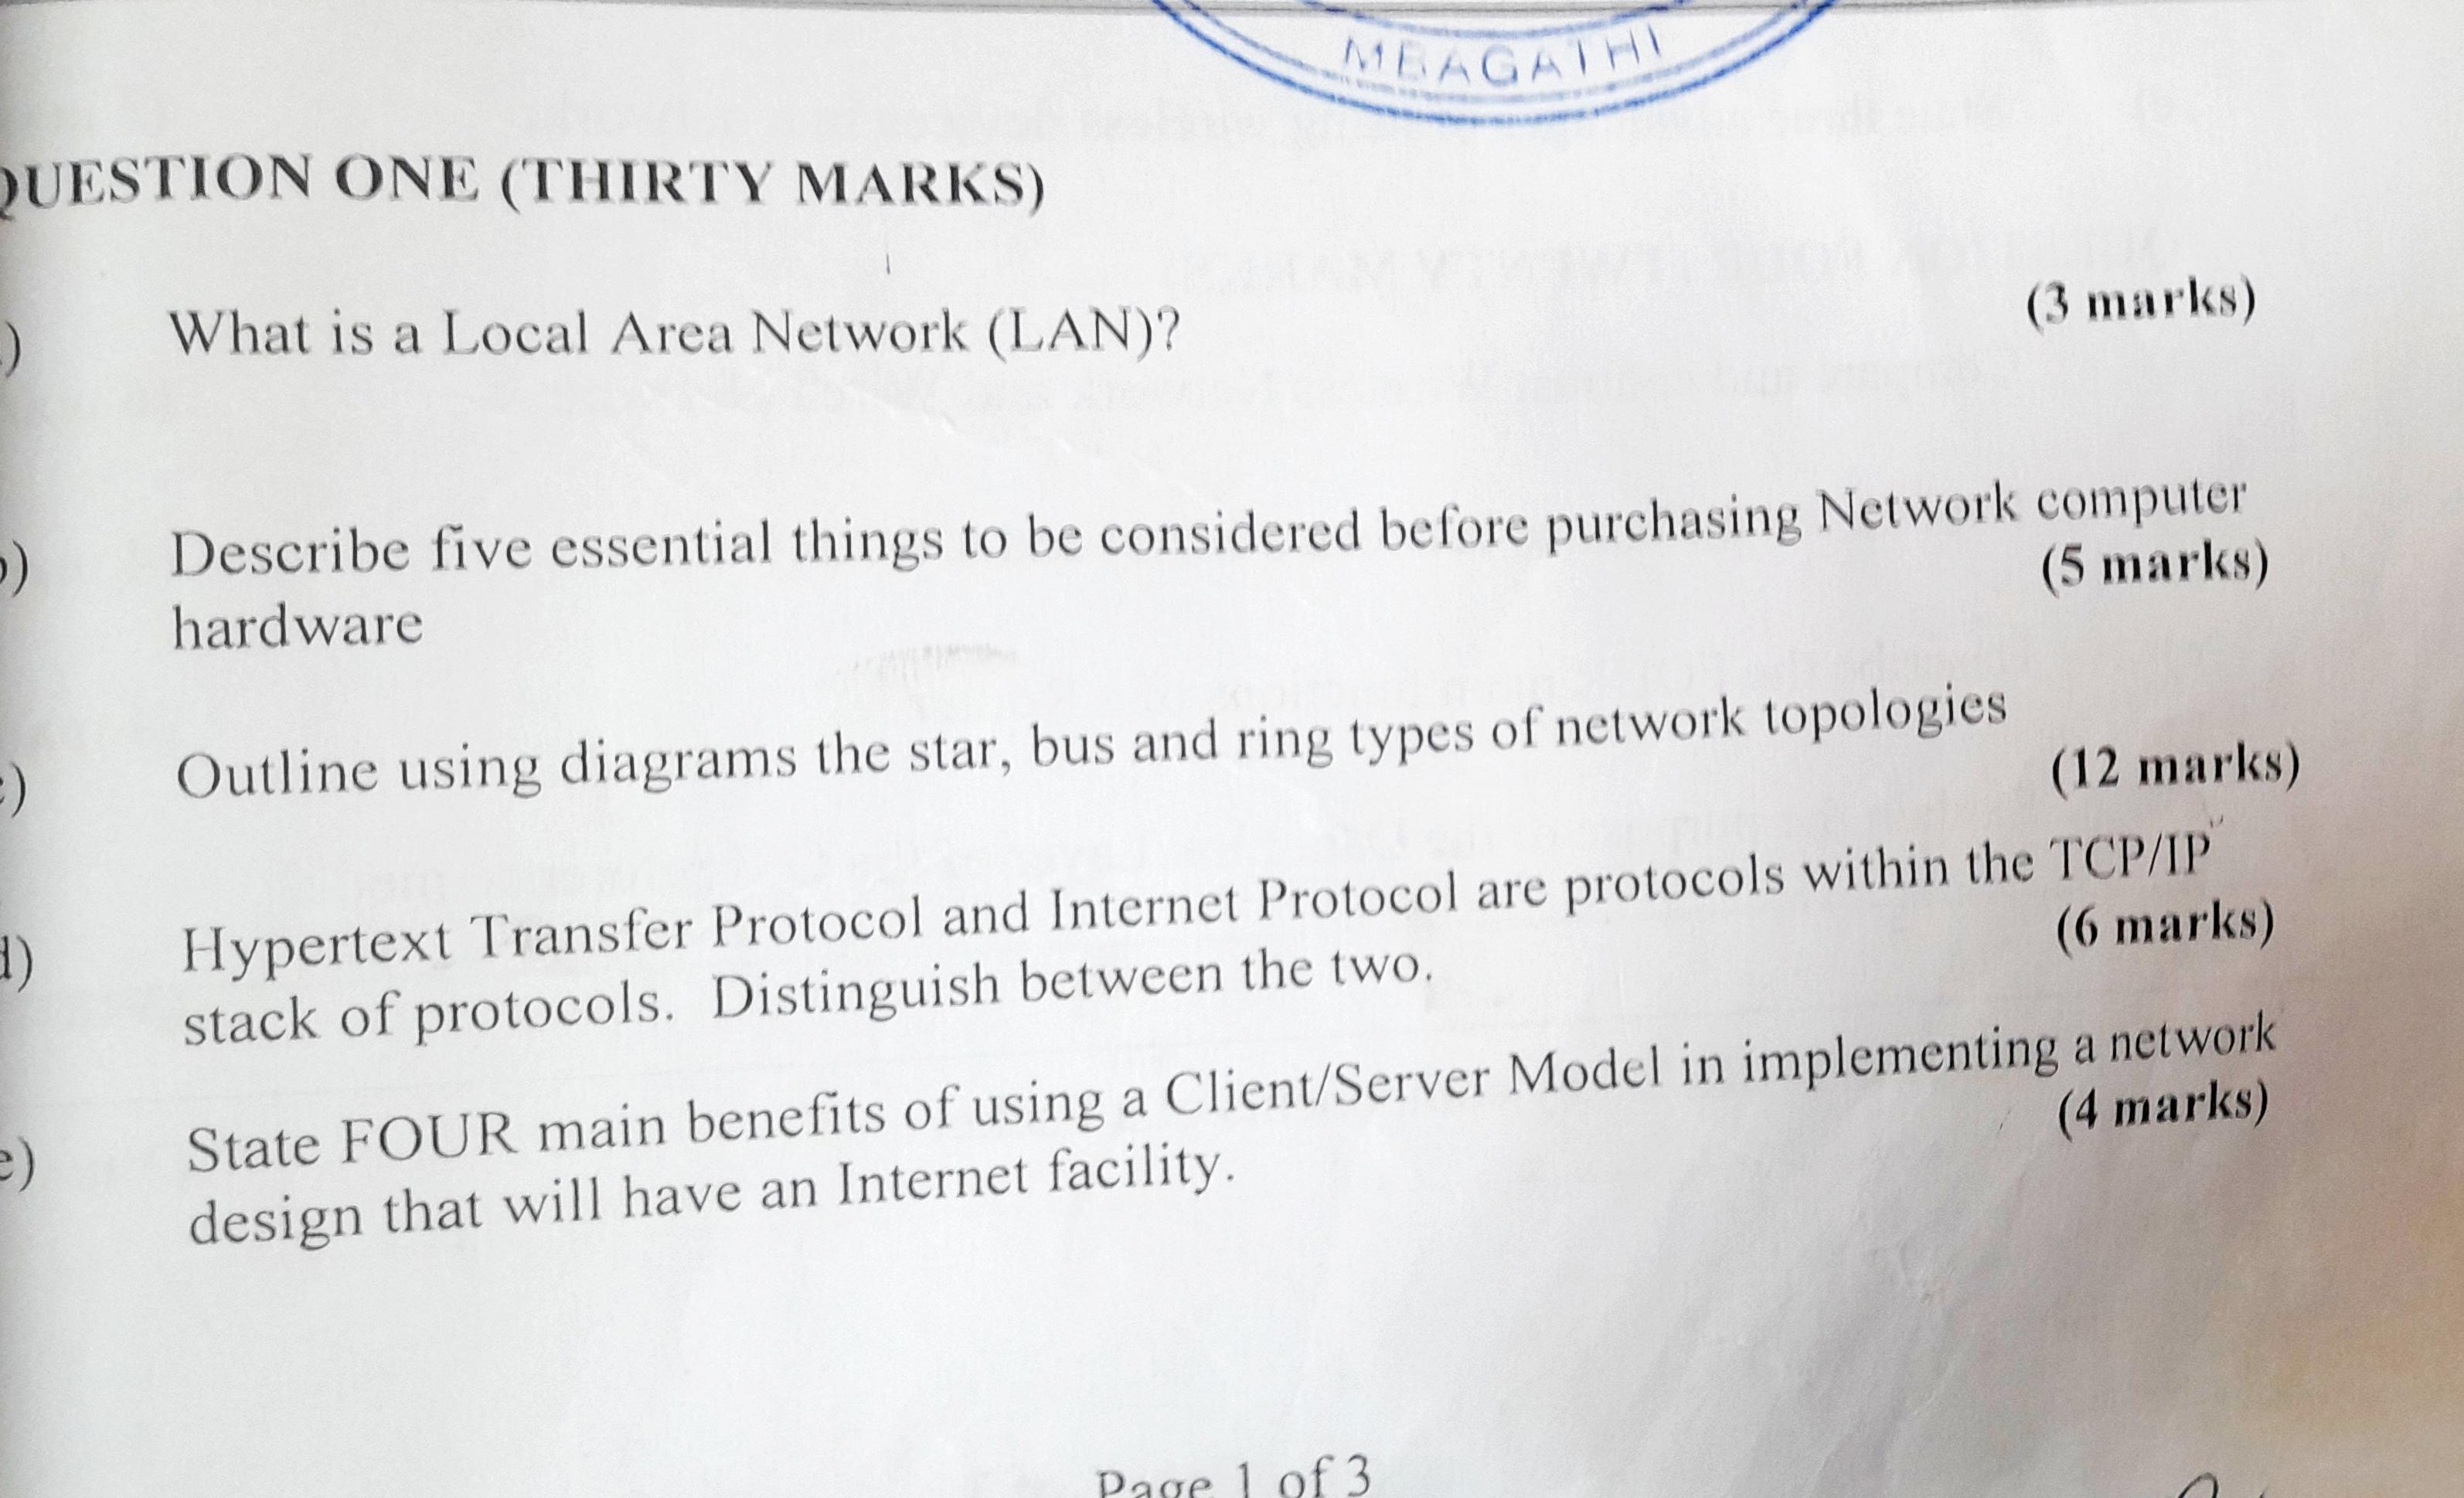 MBAGATHI
QUESTION ONE (THIRTY MARKS)
What is a Local Area Network (LAN)? (3 marks)
Describe five essential things to be considered before purchasing Network computer
hardware (5 marks)
Outline using diagrams the star, bus and ring types of network topologies
(12 marks)
d) Hypertext Transfer Protocol and Internet Protocol are protocols within the TCP/IP
stack of protocols. Distinguish between the two. (6 marks)
e) State FOUR main benefits of using a Client/Server Model in implementing a network
design that will have an Internet facility. (4 marks)
Page 1 of 3